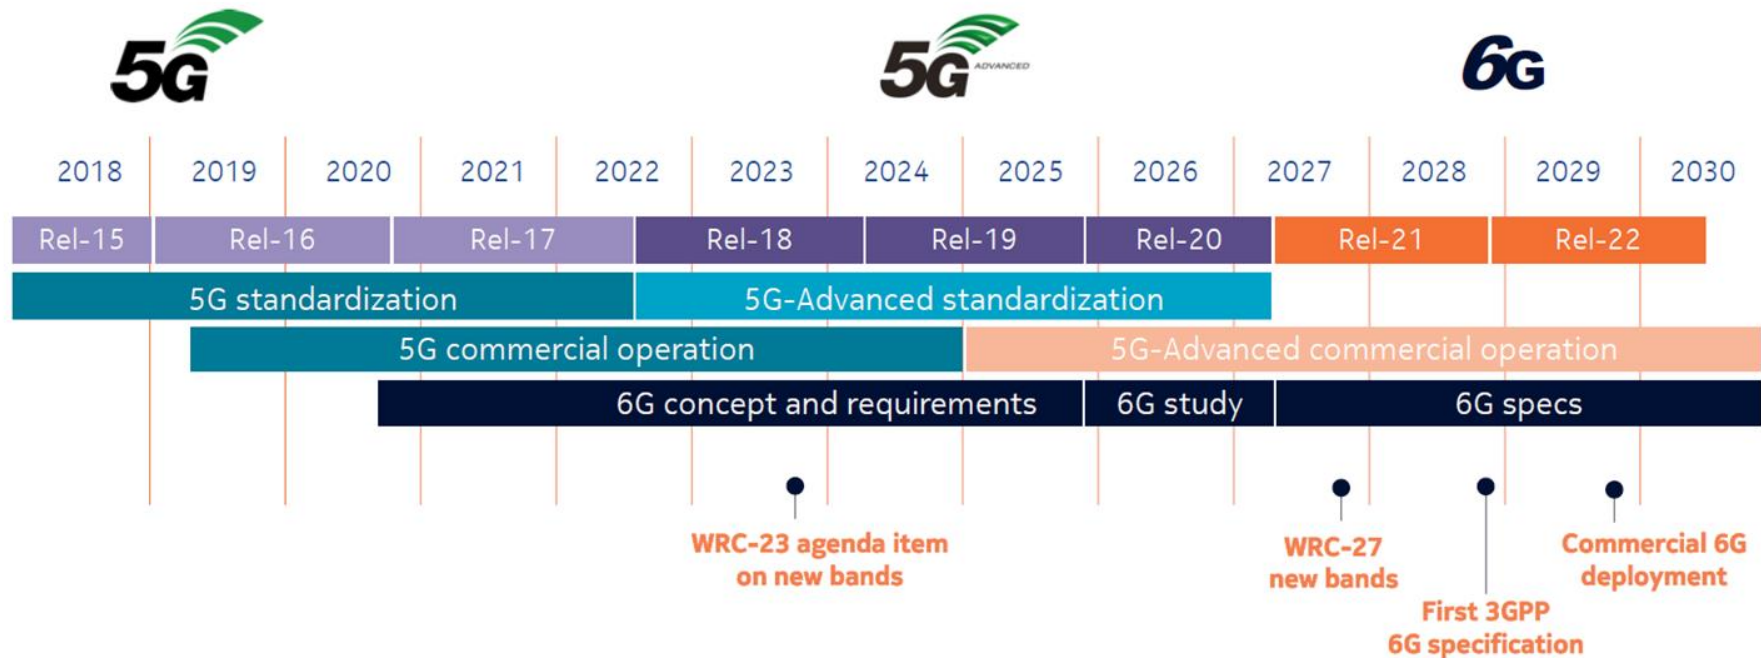 5G
5G ADVANCED
6G
2018 2019 2020 2021 2022 2023 2024 2025 2026 2027 2028 2029 2030
Rel-15 Rel-16 Rel-17 Rel-18 Rel-19 Rel-20 Rel-21 Rel-22
5G standardization 5G-Advanced standardization
5G commercial operation 5G-Advanced commercial operation
6G concept and requirements 6G study 6G specs
WRC-23 agenda item
on new bands
WRC-27
new bands
First 3GPP
6G specification
Commercial 6G
deployment